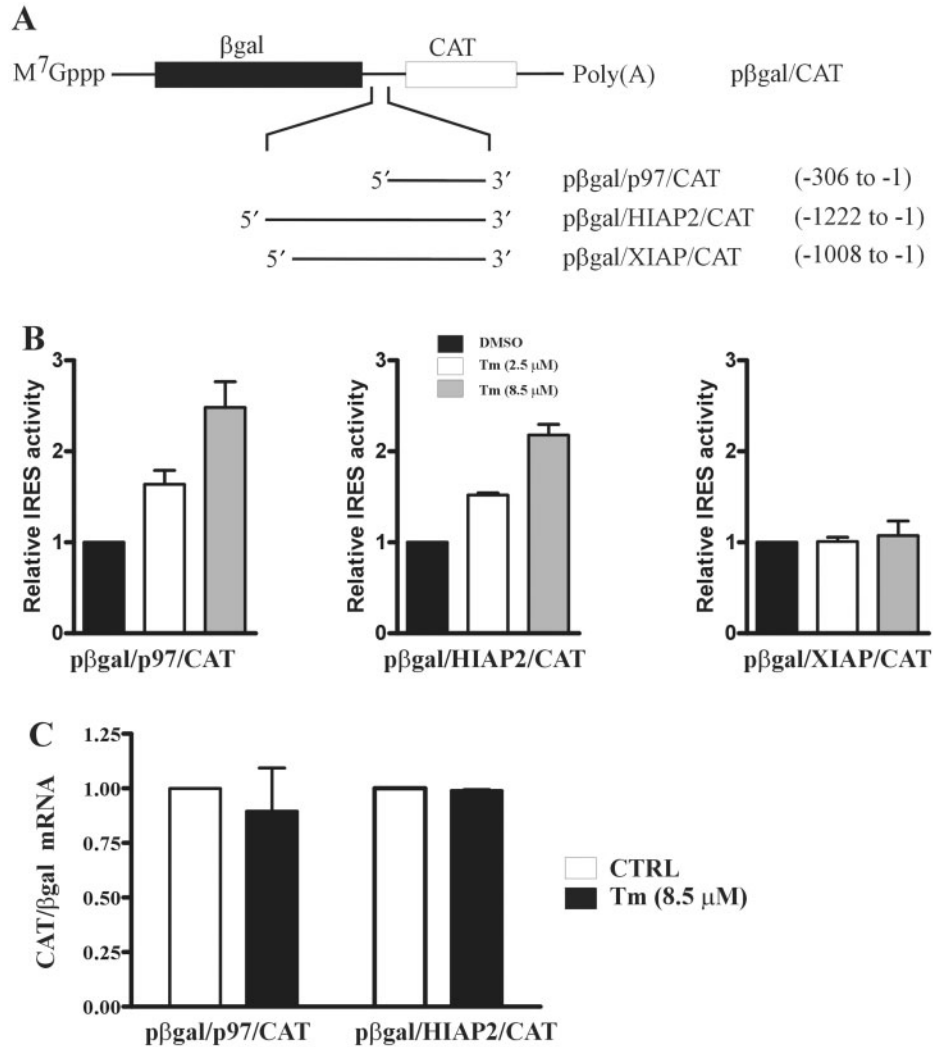 A
βgal
CAT
M⁷Gppp
Poly(A)
pβgal/CAT
5′ 3′ pβgal/p97/CAT (-306 to -1)
5′ 3′ pβgal/HIAP2/CAT (-1222 to -1)
5′ 3′ pβgal/XIAP/CAT (-1008 to -1)
B
DMSO
Tm (2.5 μM)
Tm (8.5 μM)
Relative IRES activity
3
2
1
0
pβgal/p97/CAT
Relative IRES activity
3
2
1
0
pβgal/HIAP2/CAT
Relative IRES activity
3
2
1
0
pβgal/XIAP/CAT
C
CAT/βgal mRNA
1.25
1.00
0.75
0.50
0.25
0.00
pβgal/p97/CAT
pβgal/HIAP2/CAT
CTRL
Tm (8.5 μM)